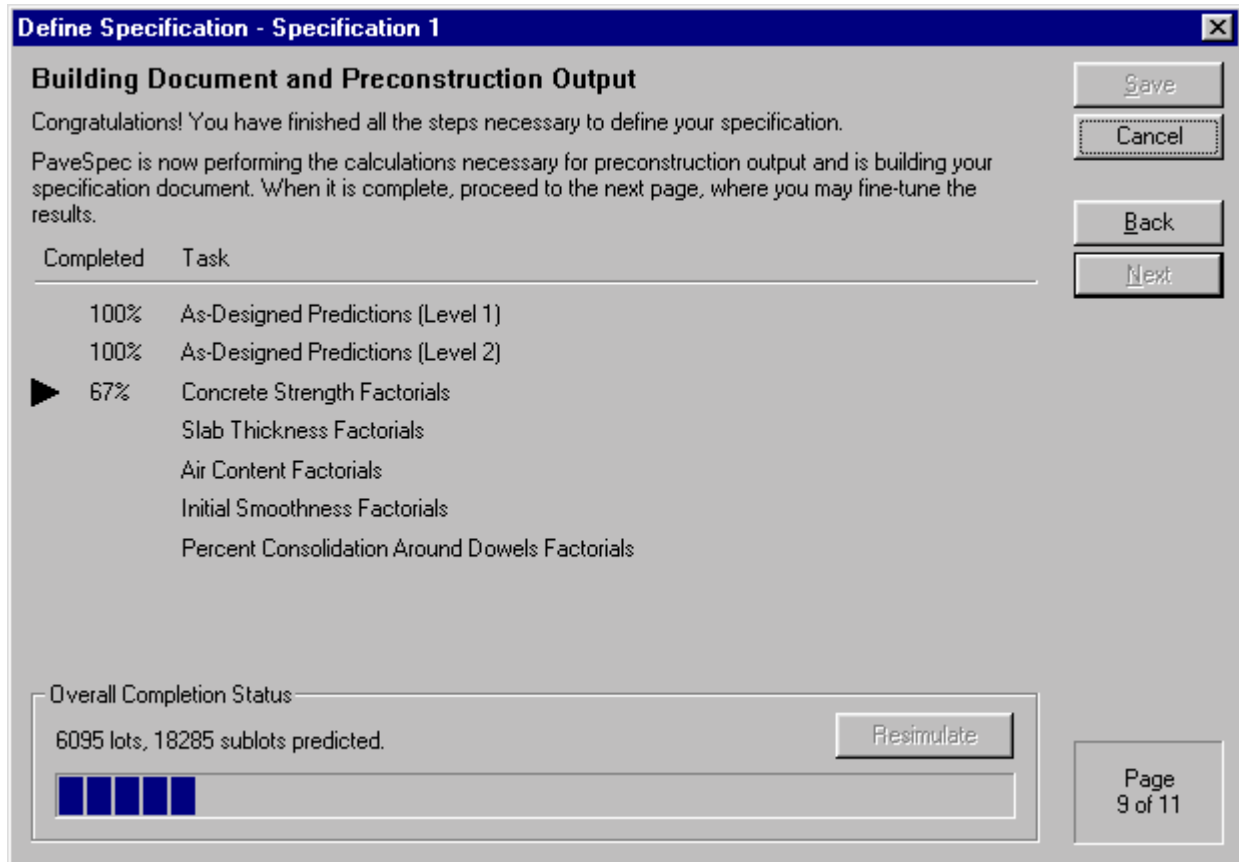 Define Specification - Specification 1
Building Document and Preconstruction Output
Congratulations! You have finished all the steps necessary to define your specification.
PaveSpec is now performing the calculations necessary for preconstruction output and is building your
specification document. When it is complete, proceed to the next page, where you may fine-tune the
results.
Save
Cancel
Back
Next
Completed Task
100% As-Designed Predictions (Level 1)
100% As-Designed Predictions (Level 2)
67% Concrete Strength Factorials
Slab Thickness Factorials
Air Content Factorials
Initial Smoothness Factorials
Percent Consolidation Around Dowels Factorials
Overall Completion Status
6095 lots, 18285 sublots predicted.
Resimulate
Page
9 of 11